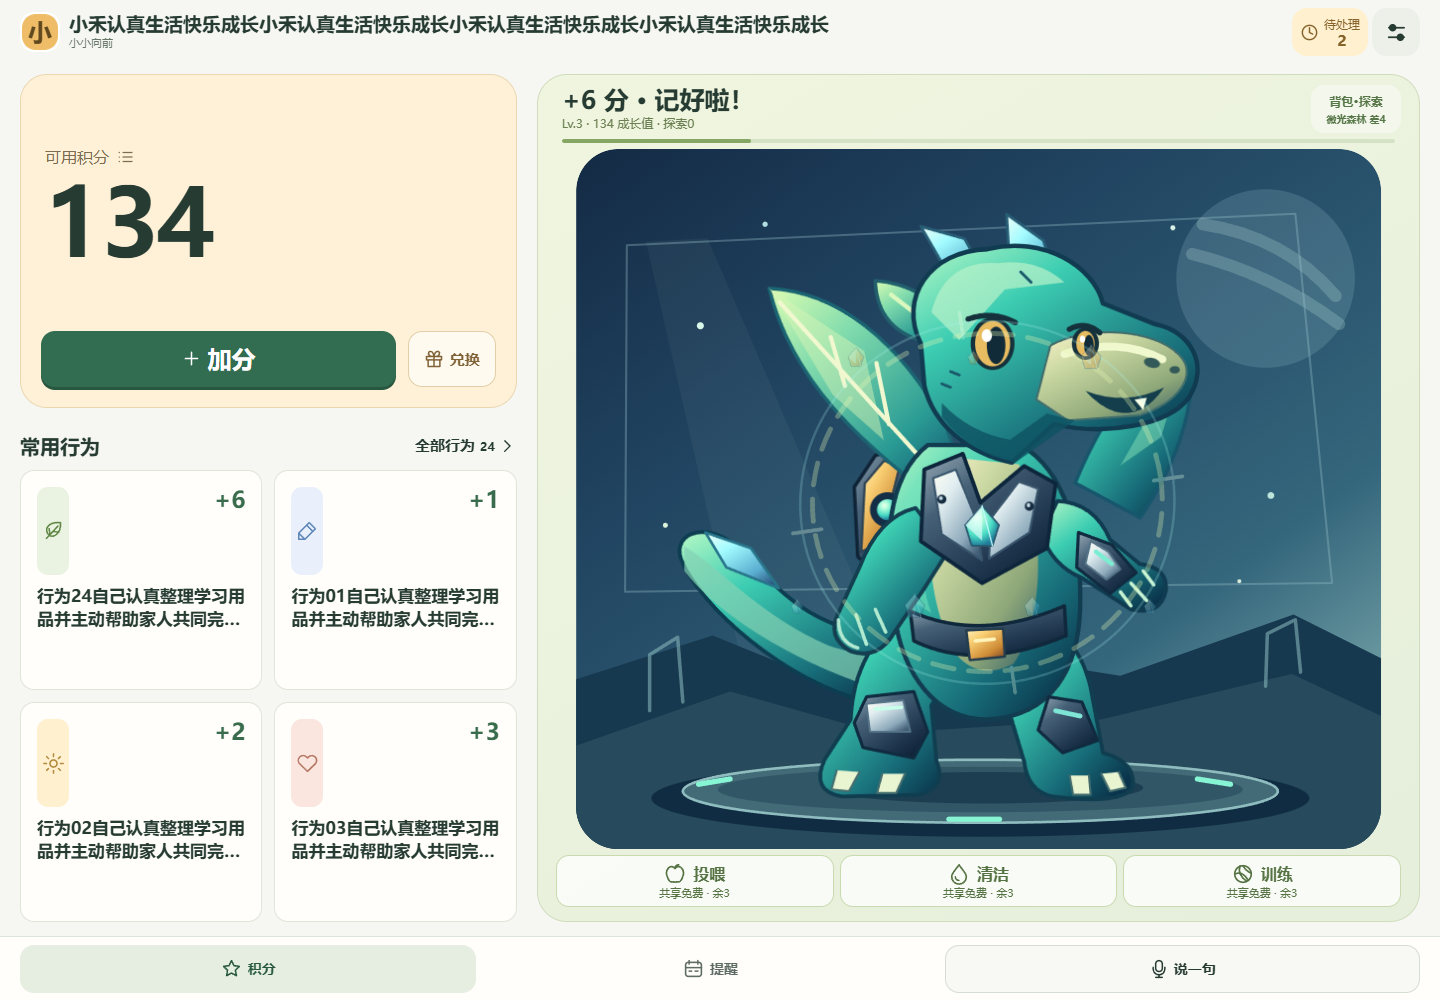 小
小禾认真生活快乐成长小禾认真生活快乐成长小禾认真生活快乐成长小禾认真生活快乐成长
小小向前
待处理
2
可用积分
134
+ 加分
兑换
常用行为
全部行为 24
+6
行为24自己认真整理学习用
品并主动帮助家人共同完...
+1
行为01自己认真整理学习用
品并主动帮助家人共同完...
+2
行为02自己认真整理学习用
品并主动帮助家人共同完...
+3
行为03自己认真整理学习用
品并主动帮助家人共同完...
+6 分·记好啦！
Lv.3 · 134 成长值 · 探索0
背包·探索
微光森林 差4
投喂
共享免费 · 余3
清洁
共享免费 · 余3
训练
共享免费 · 余3
积分
提醒
说一句